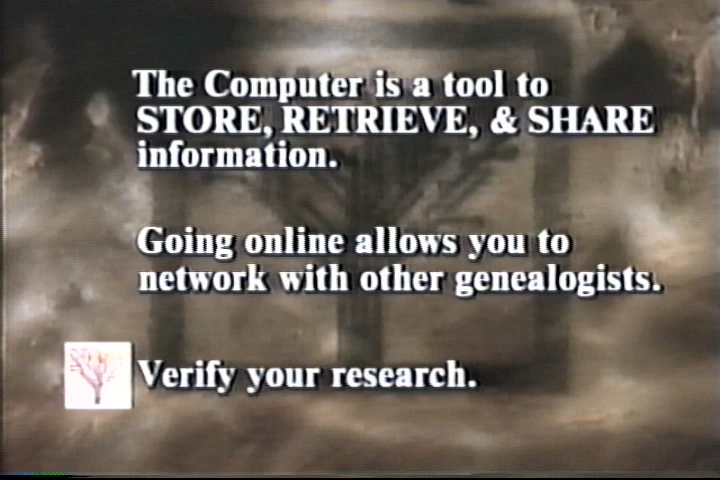 The Computer is a tool to
STORE, RETRIEVE, & SHARE
information.
Going online allows you to
network with other genealogists.
Verify your research.